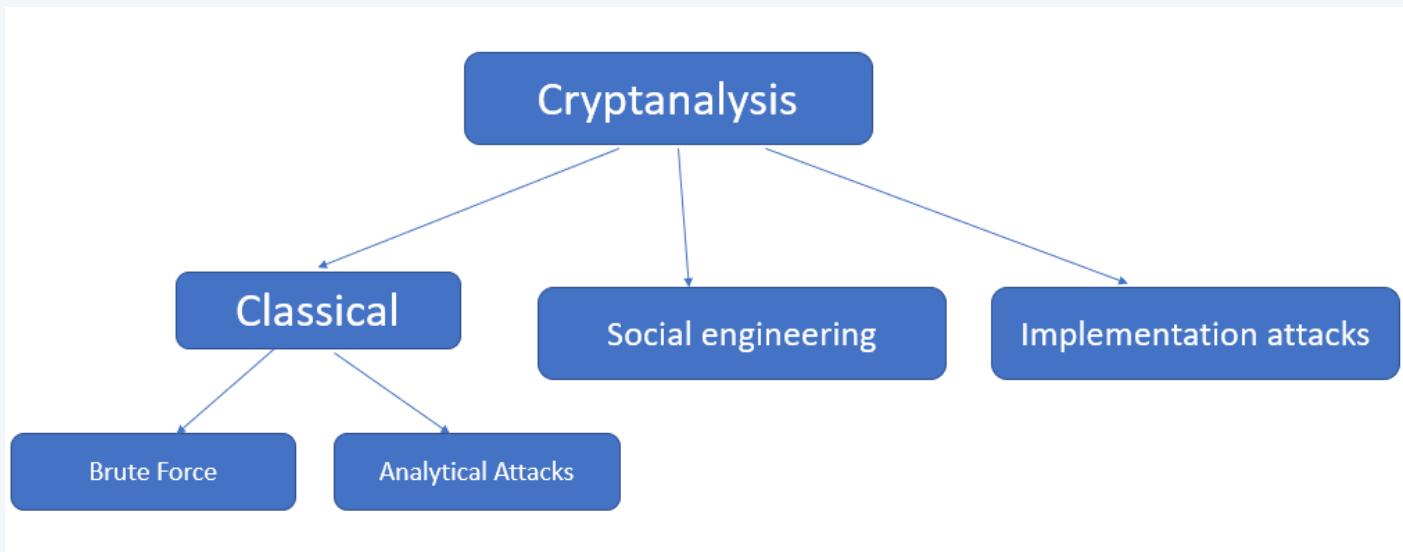 Cryptanalysis
Classical
Social engineering
Implementation attacks
Brute Force
Analytical Attacks